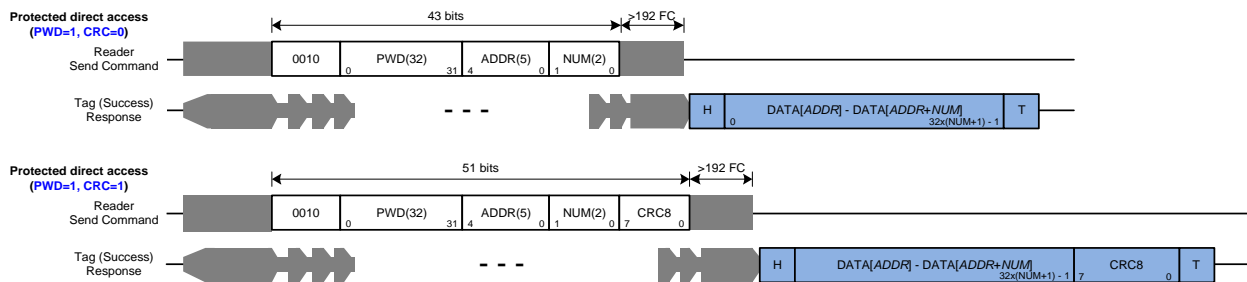 Protected direct access
(PWD=1, CRC=0)
43 bits
>192 FC
Reader
Send Command
0010
PWD(32)
ADDR(5)
NUM(2)
0 31 4 0 1 0
Tag (Success)
Response
- - -
H
DATA[ADDR] - DATA[ADDR+NUM]
T
0 32x(NUM+1) - 1
Protected direct access
(PWD=1, CRC=1)
51 bits
>192 FC
Reader
Send Command
0010
PWD(32)
ADDR(5)
NUM(2)
CRC8
0 31 4 0 1 0 7 0
Tag (Success)
Response
- - -
H
DATA[ADDR] - DATA[ADDR+NUM]
CRC8
T
32x(NUM+1) - 1 7 0